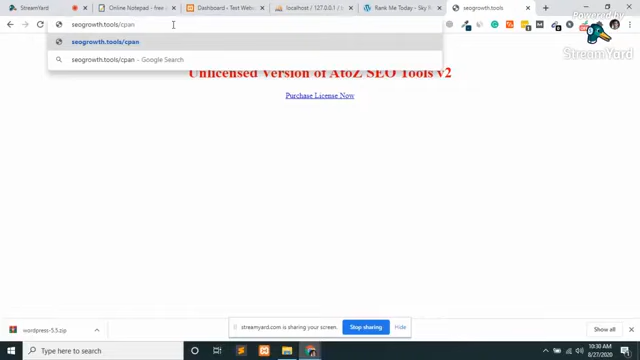 StreamYard
Online Notepad - free
Dashboard - Test Webs
localhost / 127.0.0.1 /
Rank Me Today - Sky
seogrowth.tools
seogrowth.tools/cpan
Powered by
StreamYard
seogrowth.tools/cpan
seogrowth.tools/cpan - Google Search
Unlicensed Version of AtoZ SEO Tools v2
Purchase License Now
streamyard.com is sharing your screen.
Stop sharing
Hide
wordpress-5.5.zip
Show all
Type here to search
10:30 AM
8/27/2020